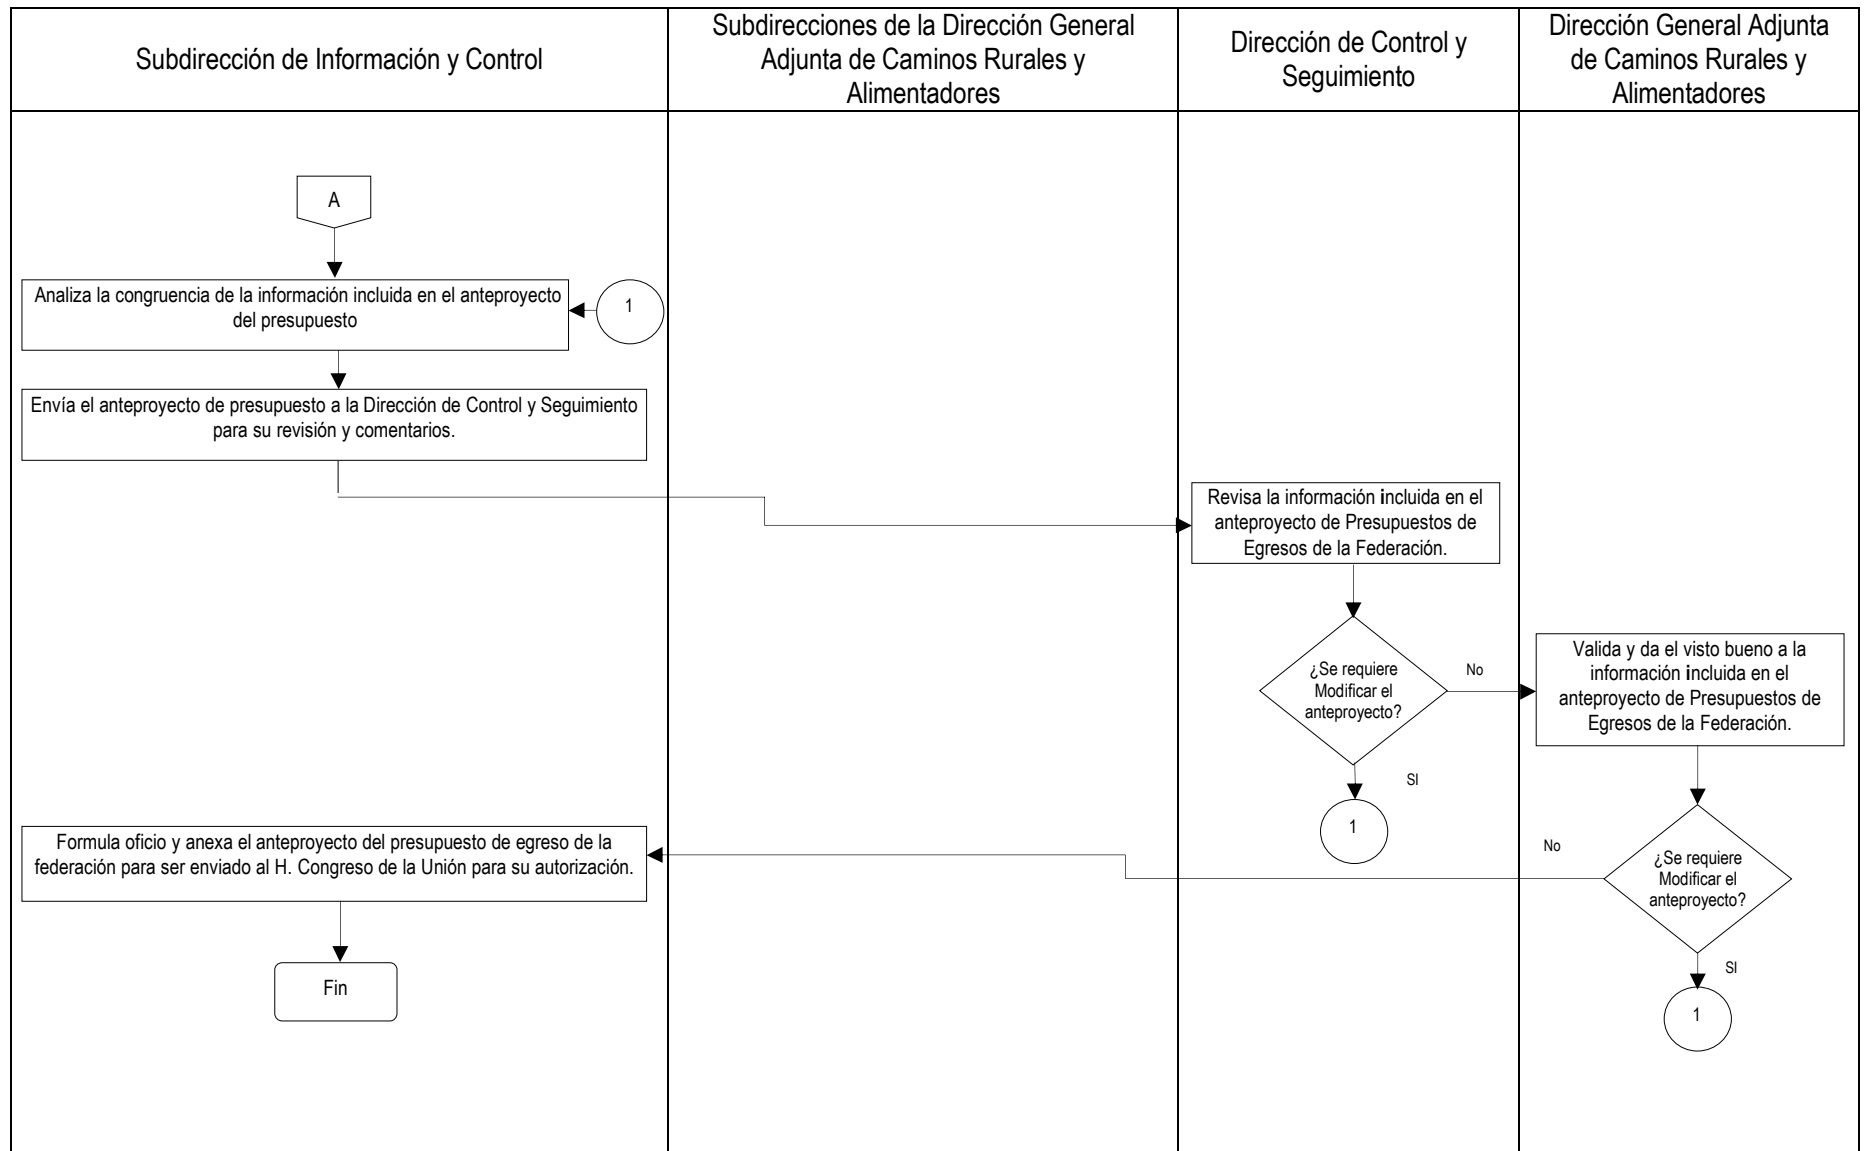 Subdirección de Información y Control
Subdirecciones de la Dirección General
Adjunta de Caminos Rurales y
Alimentadores
Dirección de Control y
Seguimiento
Dirección General Adjunta
de Caminos Rurales y
Alimentadores
A
Analiza la congruencia de la información incluida en el anteproyecto
del presupuesto
1
Envía el anteproyecto de presupuesto a la Dirección de Control y Seguimiento
para su revisión y comentarios.
Revisa la información incluida en el
anteproyecto de Presupuestos de
Egresos de la Federación.
¿Se requiere
Modificar el
anteproyecto?
No
SI
1
Valida y da el visto bueno a la
información incluida en el
anteproyecto de Presupuestos de
Egresos de la Federación.
¿Se requiere
Modificar el
anteproyecto?
No
SI
1
Formula oficio y anexa el anteproyecto del presupuesto de egreso de la
federación para ser enviado al H. Congreso de la Unión para su autorización.
Fin